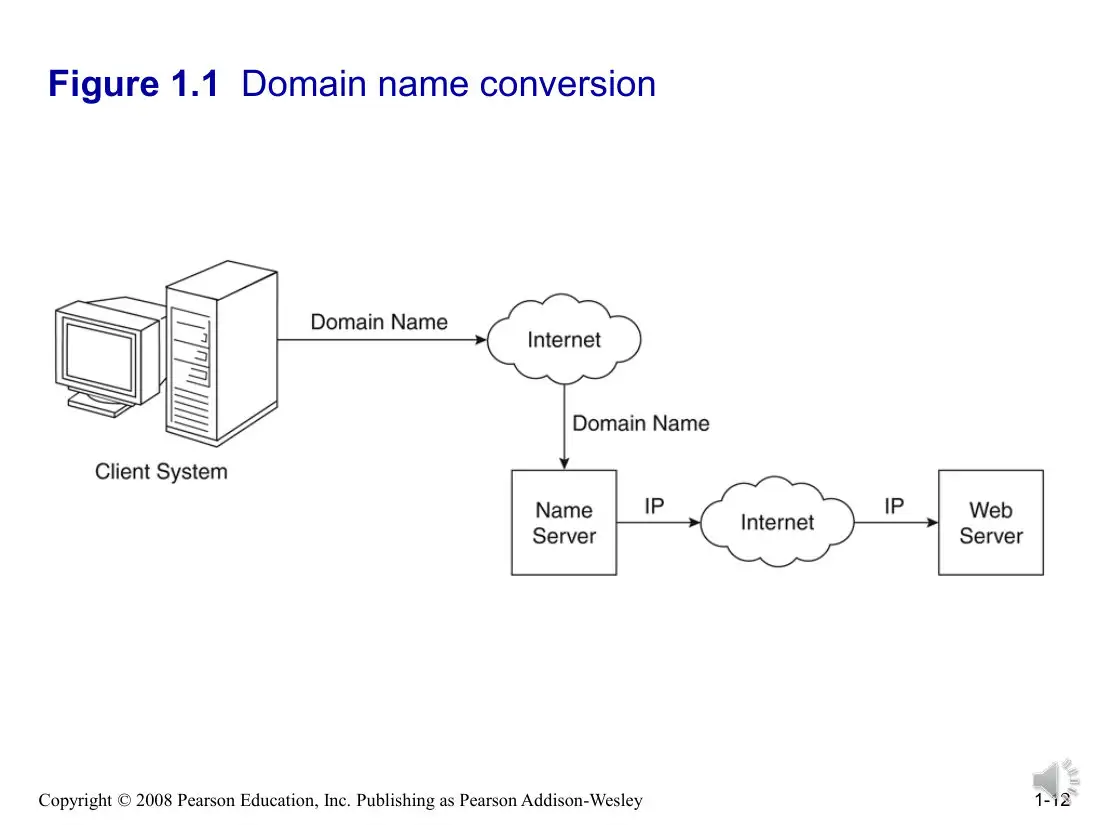 Figure 1.1 Domain name conversion
Domain Name
Internet
Domain Name
Client System
Name
Server
IP
Internet
IP
Web
Server
Copyright © 2008 Pearson Education, Inc. Publishing as Pearson Addison-Wesley
1-12